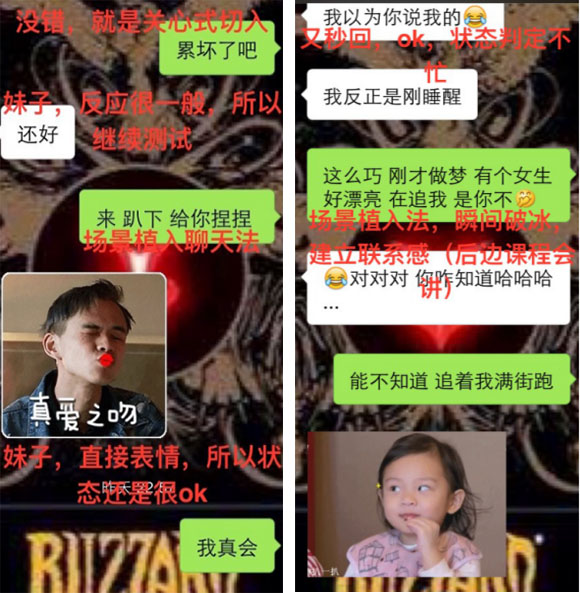 没错，就是关心式切入
累坏了吧
妹子，反应很一般，所以
继续测试
还好
来 趴下 给你捏捏
场景植入聊天法
真爱之吻
妹子，直接表情，所以状
态还是很ok
我真会
我以为你说我的😂
又秒回，ok，状态判定不
忙
我反正是刚睡醒
这么巧 刚才做梦 有个女生
好漂亮 在追我 是你不🤣
场景植入法，瞬间破冰，
建立联系感（后边课程会
讲）
😂对对对 你咋知道哈哈哈
...
能不知道 追着我满街跑